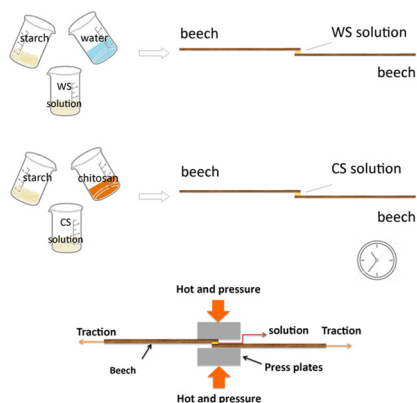 starch
water
WS
solution
beech
WS solution
beech
starch
chitosan
CS
solution
beech
CS solution
beech
Hot and pressure
solution
Traction
Traction
Beech
Press plates
Hot and pressure